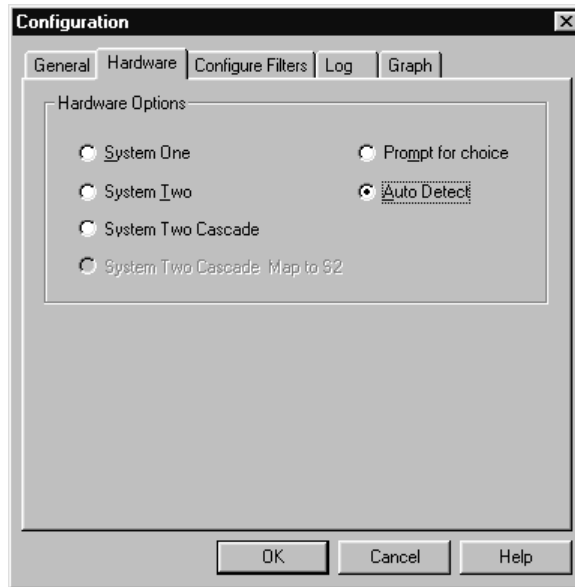 Configuration
General Hardware Configure Filters Log Graph
Hardware Options
System One
Prompt for choice
System Two
Auto Detect
System Two Cascade
System Two Cascade Map to S2
OK Cancel Help